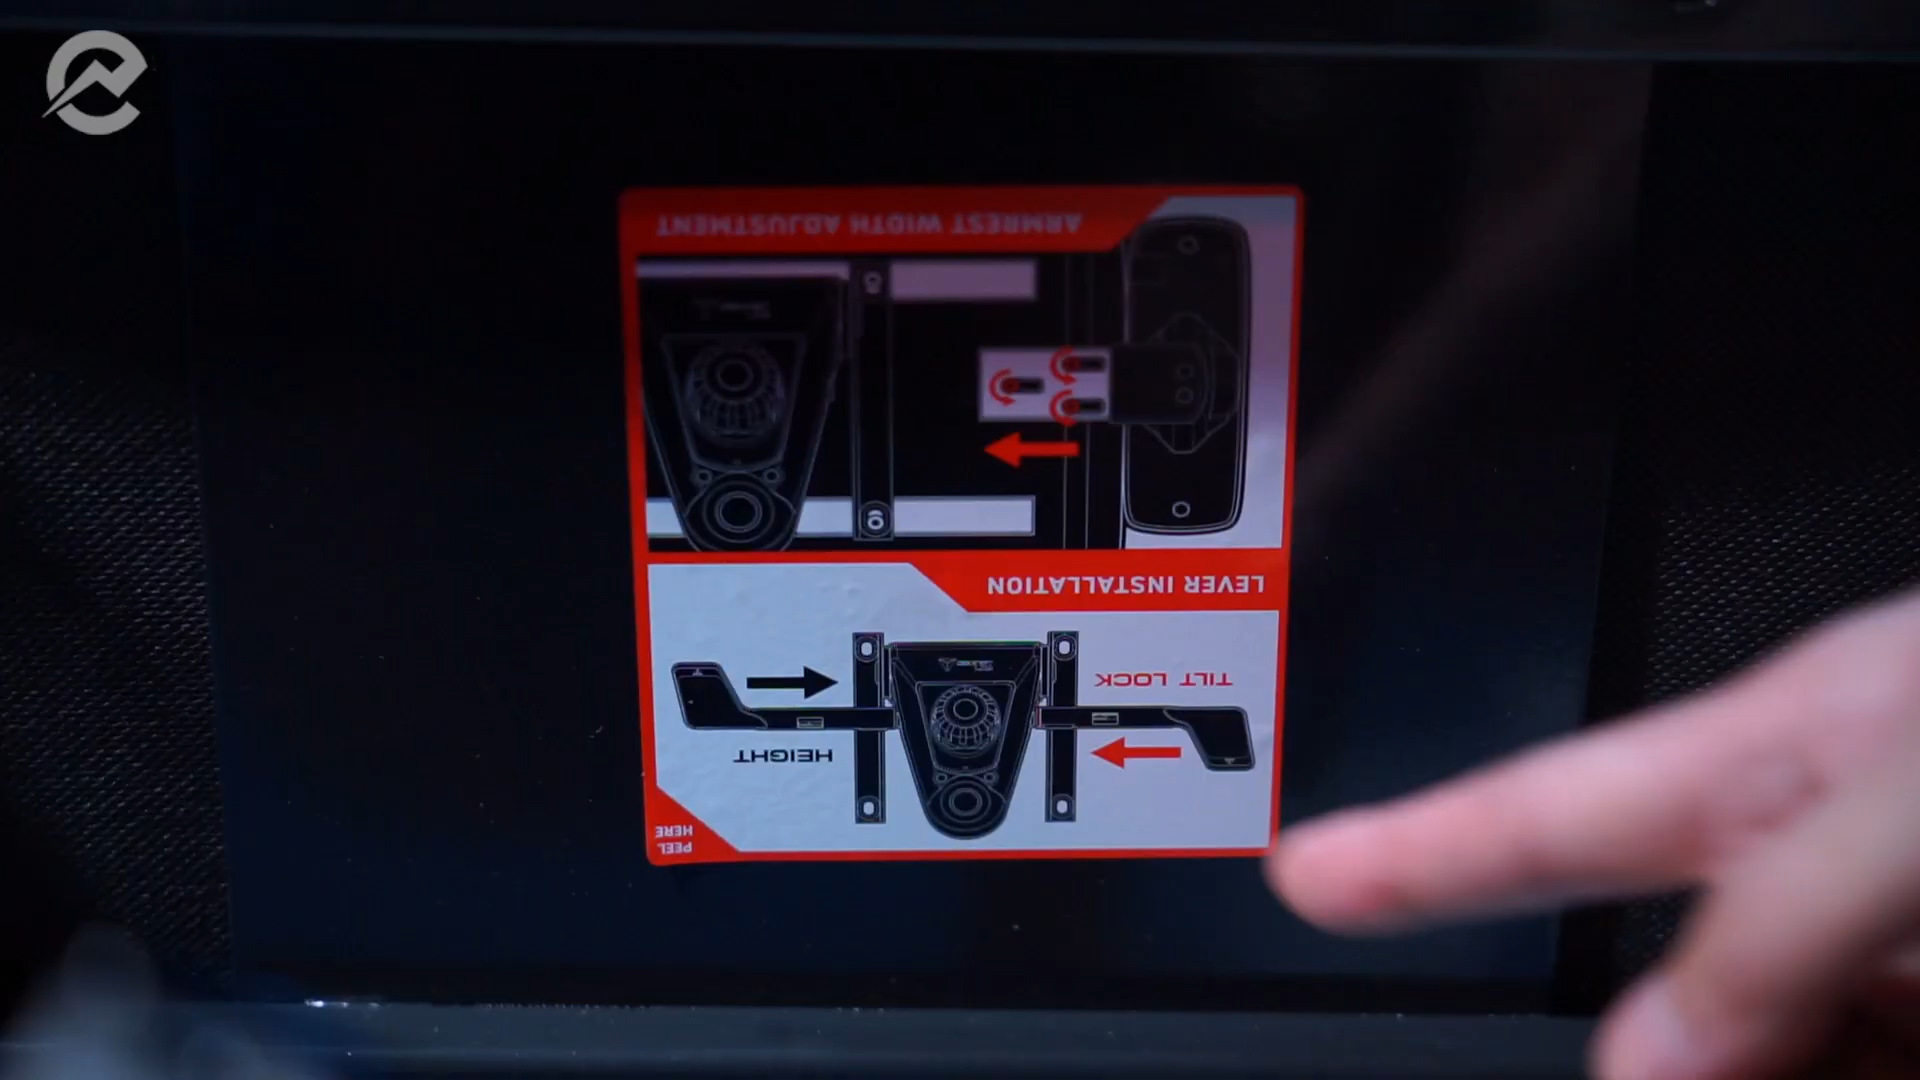 PEEL
HERE
TILT LOCK
HEIGHT
LEVER INSTALLATION
ARMREST WIDTH ADJUSTMENT